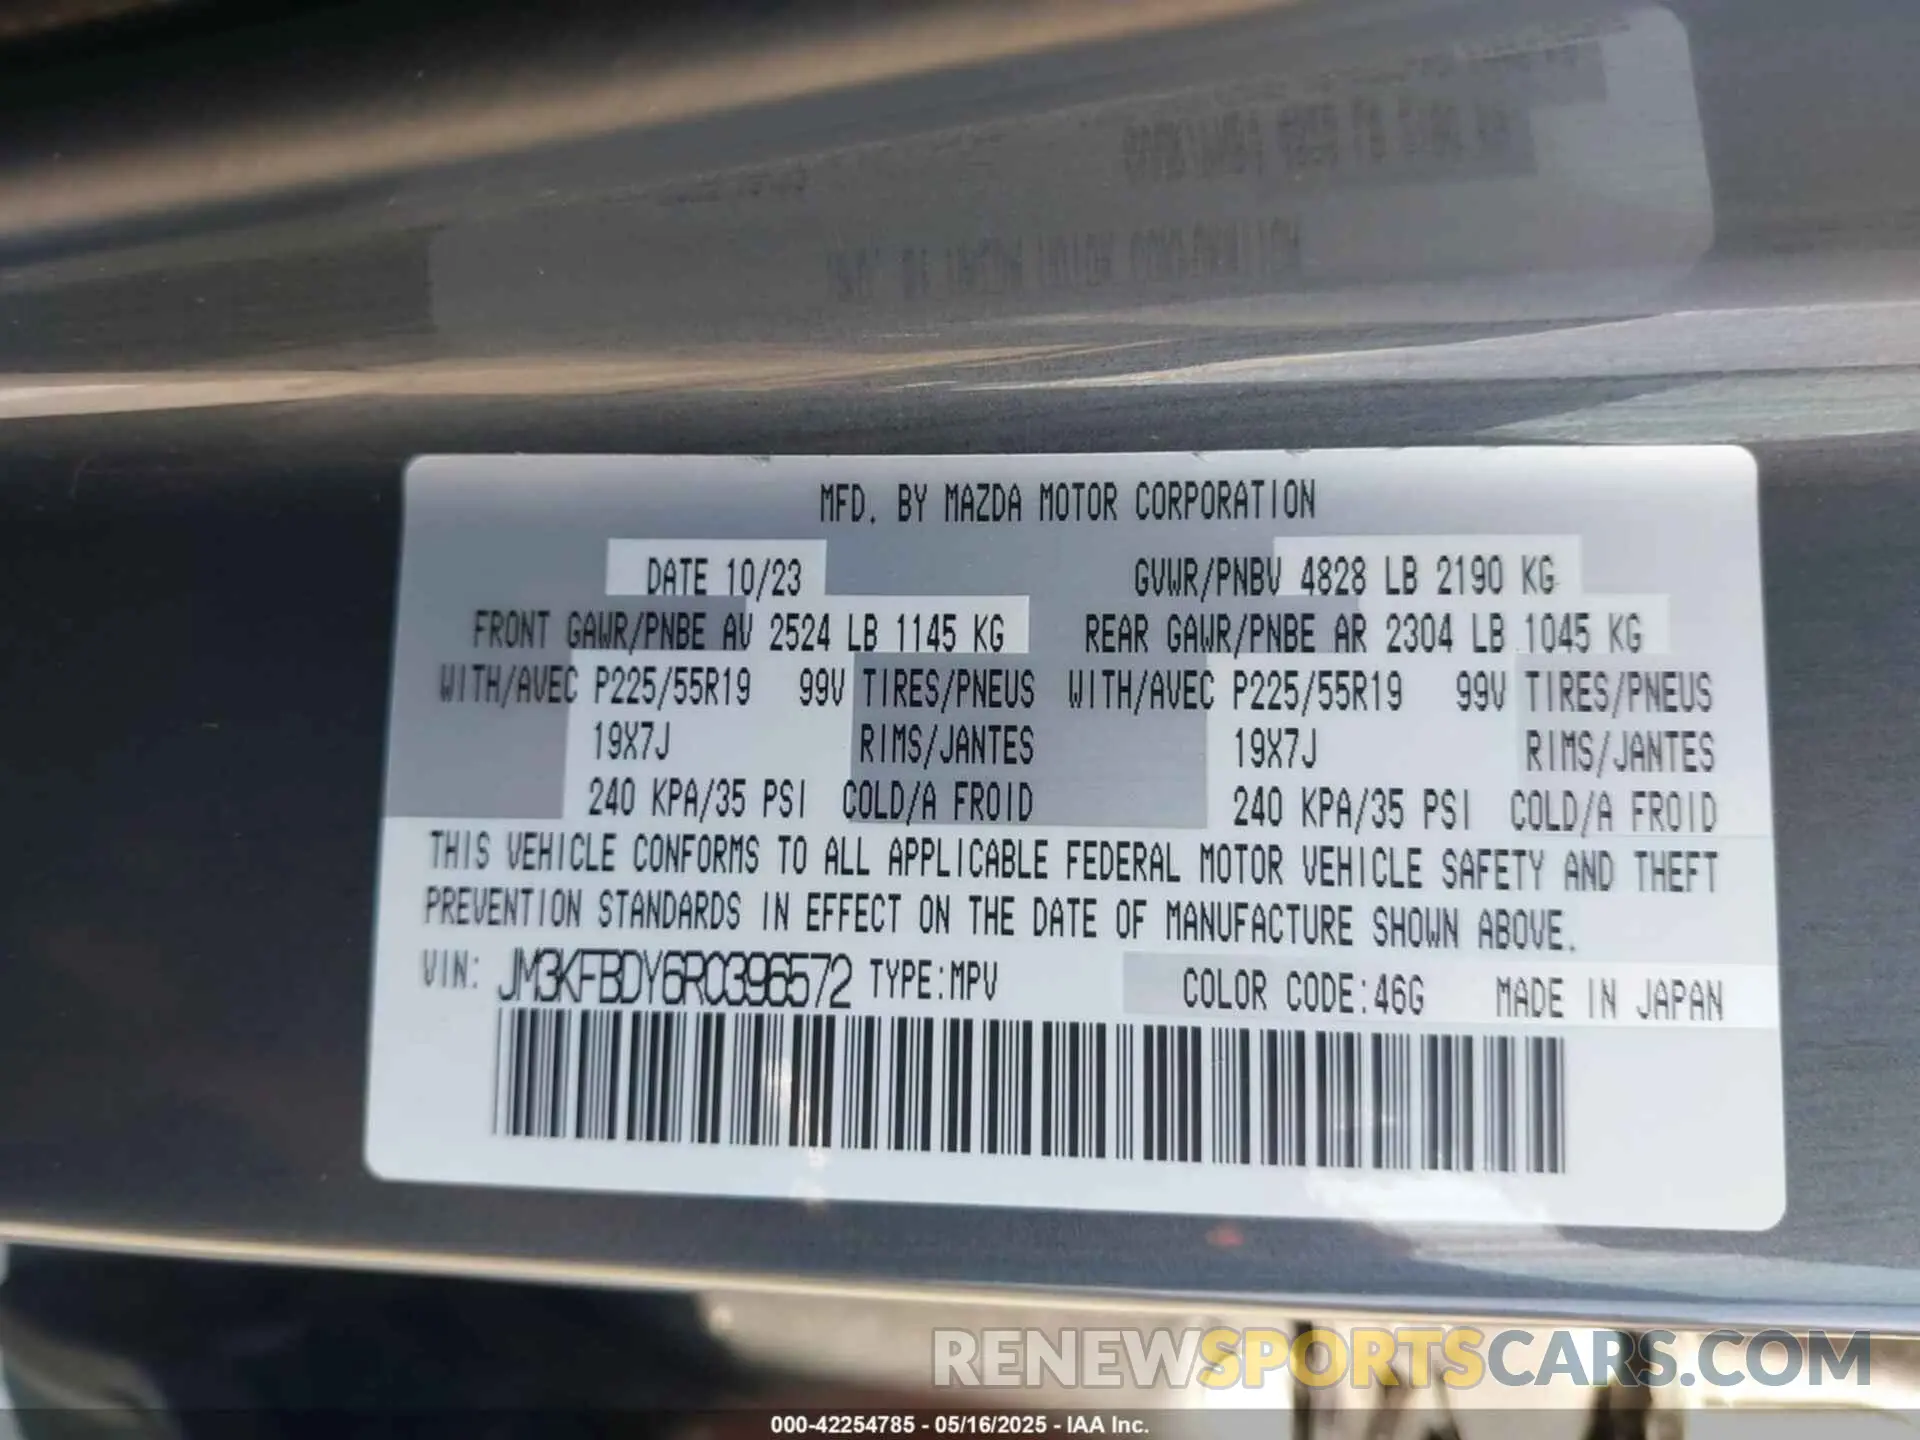 MFD. BY MAZDA MOTOR CORPORATION
DATE 10/23 GVWR/PNBV 4828 LB 2190 KG
FRONT GAWR/PNBE AV 2524 LB 1145 KG REAR GAWR/PNBE AR 2304 LB 1045 KG
WITH/AVEC P225/55R19 99V TIRES/PNEUS WITH/AVEC P225/55R19 99V TIRES/PNEUS
19X7J RIMS/JANTES 19X7J RIMS/JANTES
240 KPA/35 PSI COLD/A FROID 240 KPA/35 PSI COLD/A FROID
THIS VEHICLE CONFORMS TO ALL APPLICABLE FEDERAL MOTOR VEHICLE SAFETY AND THEFT
PREVENTION STANDARDS IN EFFECT ON THE DATE OF MANUFACTURE SHOWN ABOVE.
VIN: JM3KFBDY6R0396572 TYPE:MPV COLOR CODE:46G MADE IN JAPAN
RENEWSPORTSCARS.COM
000-42254785 - 05/16/2025 - IAA Inc.